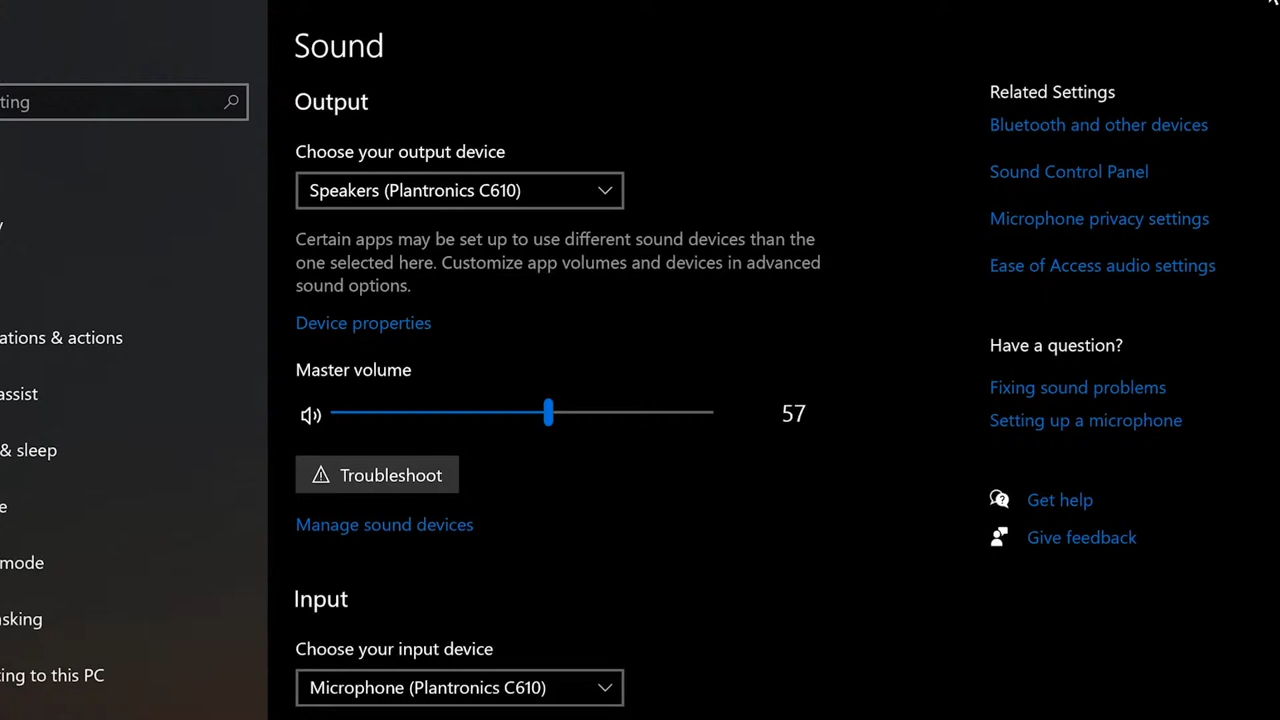 ting
y
ations & actions
assist
& sleep
e
mode
asking
ting to this PC
Sound
Output
Choose your output device
Speakers (Plantronics C610)
Certain apps may be set up to use different sound devices than the
one selected here. Customize app volumes and devices in advanced
sound options.
Device properties
Master volume
57
Troubleshoot
Manage sound devices
Input
Choose your input device
Microphone (Plantronics C610)
Related Settings
Bluetooth and other devices
Sound Control Panel
Microphone privacy settings
Ease of Access audio settings
Have a question?
Fixing sound problems
Setting up a microphone
Get help
Give feedback